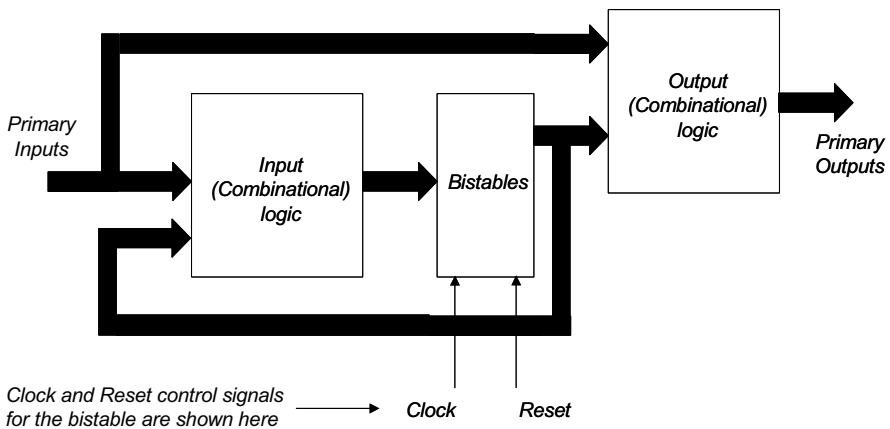 Primary
Inputs
Input
(Combinational)
logic
Bistables
Output
(Combinational)
logic
Primary
Outputs
Clock and Reset control signals
for the bistable are shown here
Clock
Reset